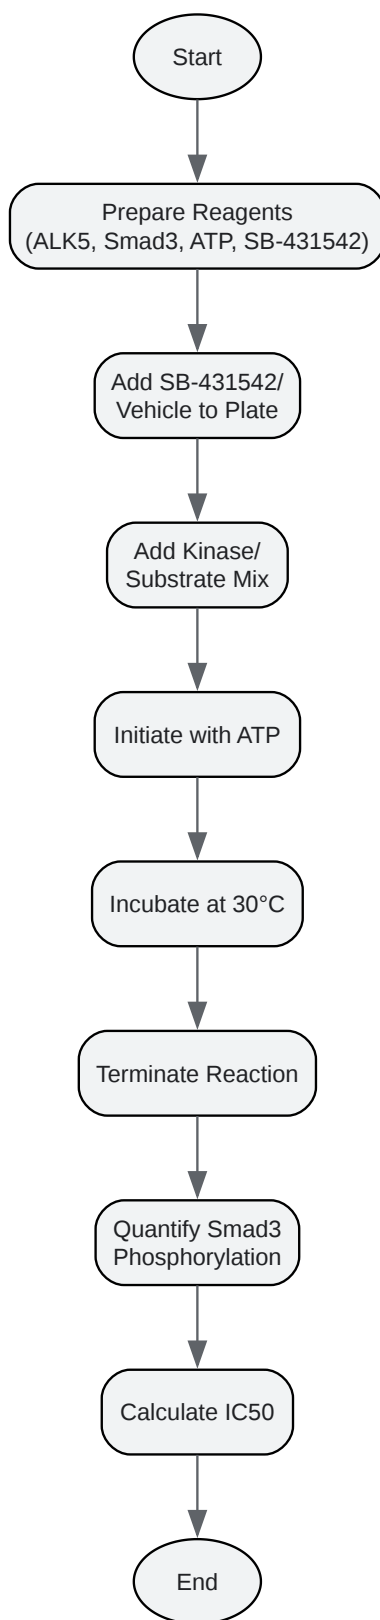 Start
Prepare Reagents
(ALK5, Smad3, ATP, SB-431542)
Add SB-431542/
Vehicle to Plate
Add Kinase/
Substrate Mix
Initiate with ATP
Incubate at 30°C
Terminate Reaction
Quantify Smad3
Phosphorylation
Calculate IC50
End